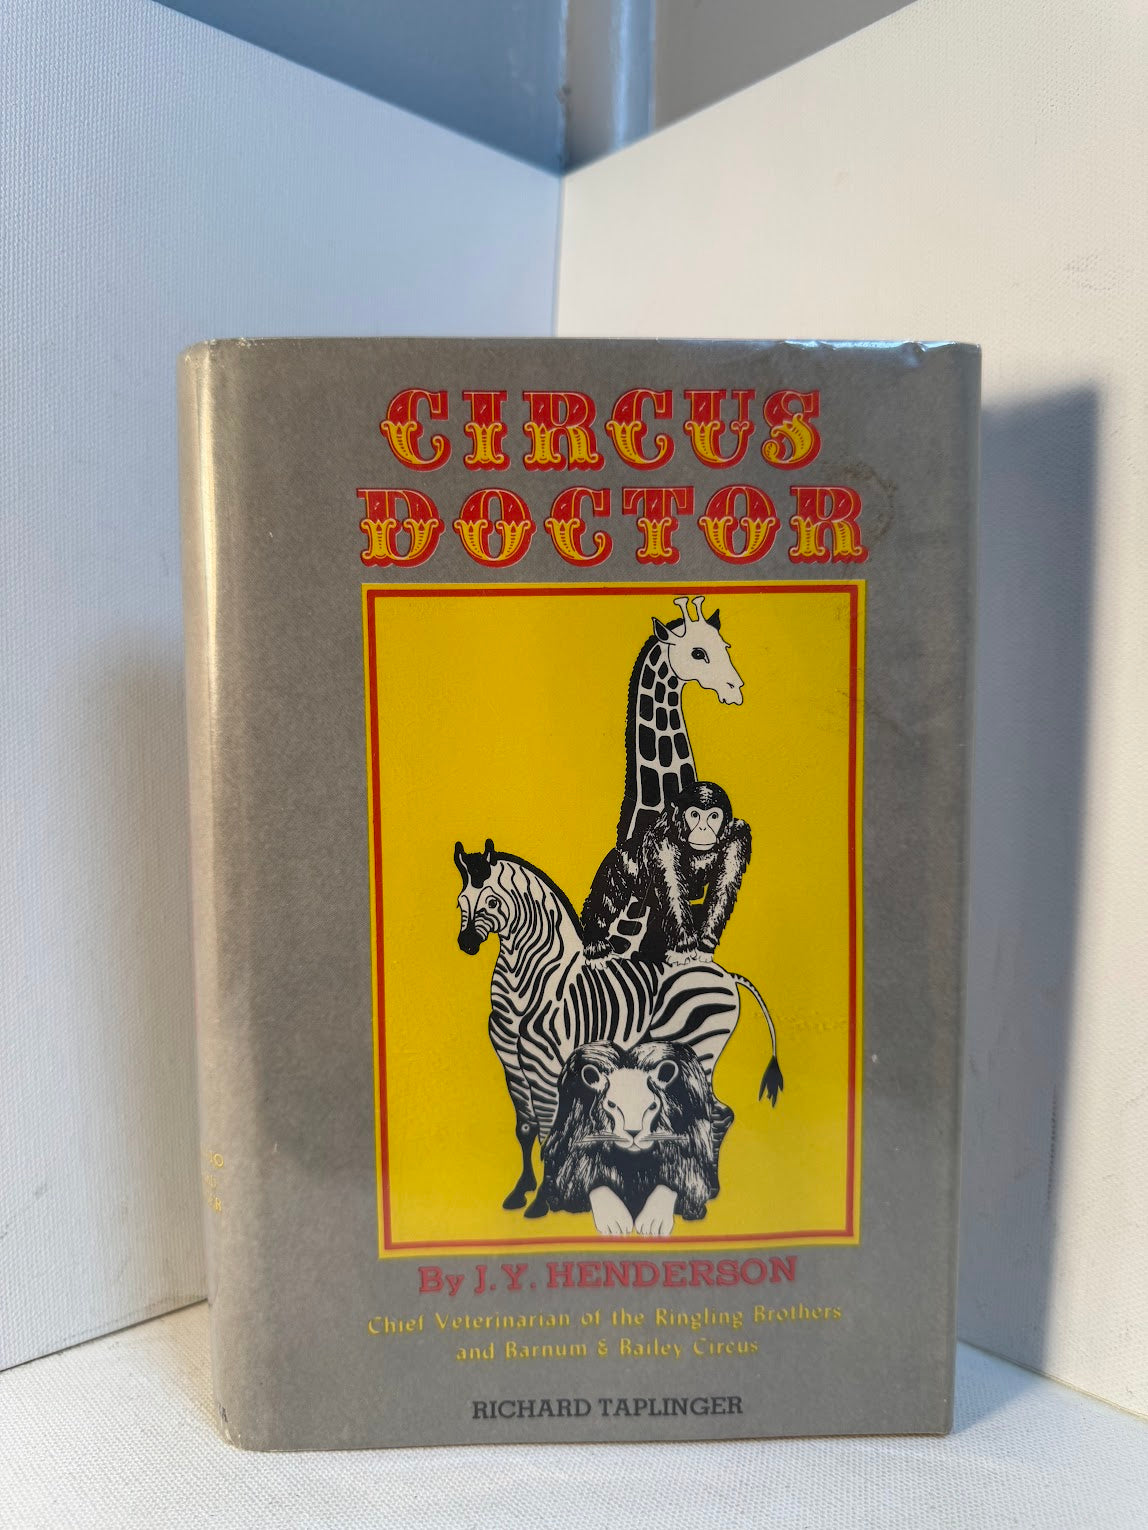 CIRCUS
DOCTOR
By J. Y. HENDERSON
Chief Veterinarian of the Ringling Brothers
and Barnum & Bailey Circus
RICHARD TAPLINGER